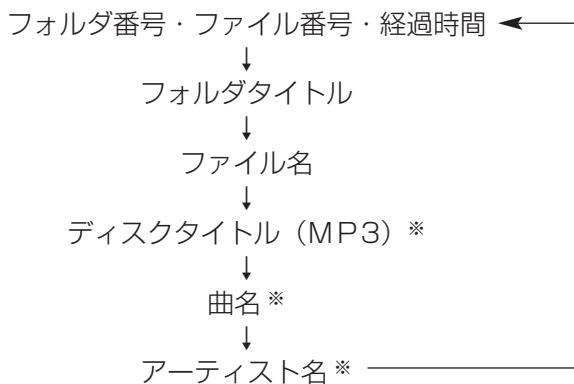 フォルダ番号・ファイル番号・経過時間
フォルダタイトル
ファイル名
ディスクタイトル（MP3）※
曲名※
アーティスト名※